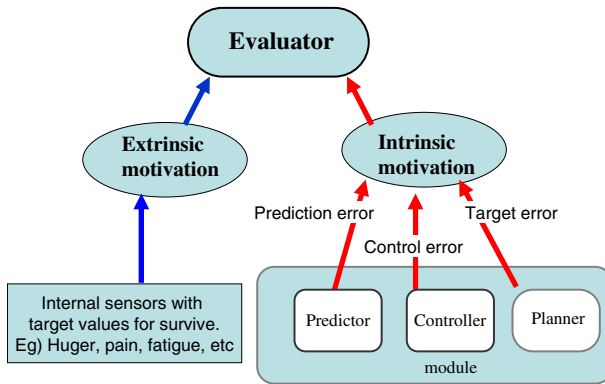 Evaluator
Extrinsic
motivation
Intrinsic
motivation
Prediction error
Target error
Control error
Internal sensors with
target values for survive.
Eg) Huger, pain, fatigue, etc
Predictor
Controller
Planner
module